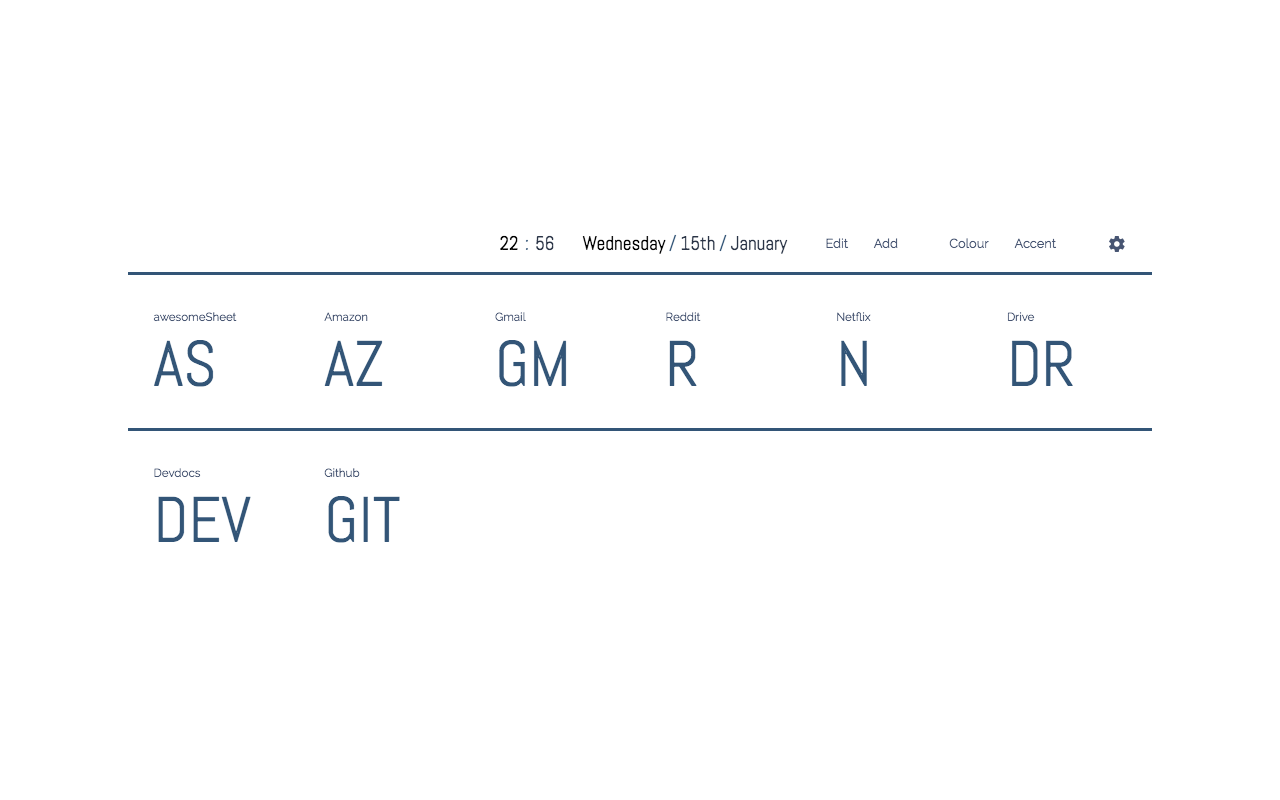 22 : 56 Wednesday / 15th / January Edit Add Colour Accent
awesomeSheet Amazon Gmail Reddit Netflix Drive
AS AZ GM R N DR
Devdocs Github
DEV GIT